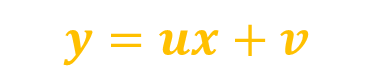 y = ux + v